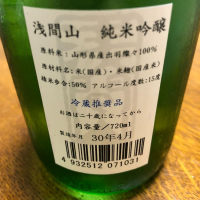 浅間山　純米吟醸
原料米：山形県産出羽燦々100%
原材料名：米(国産)・米麹(国産米)
精米歩合：50% アルコール度数：15度
冷蔵推奨品
お酒は二十歳になってから
内容量／720ml
製造年月 30年4月
4 932512 071031